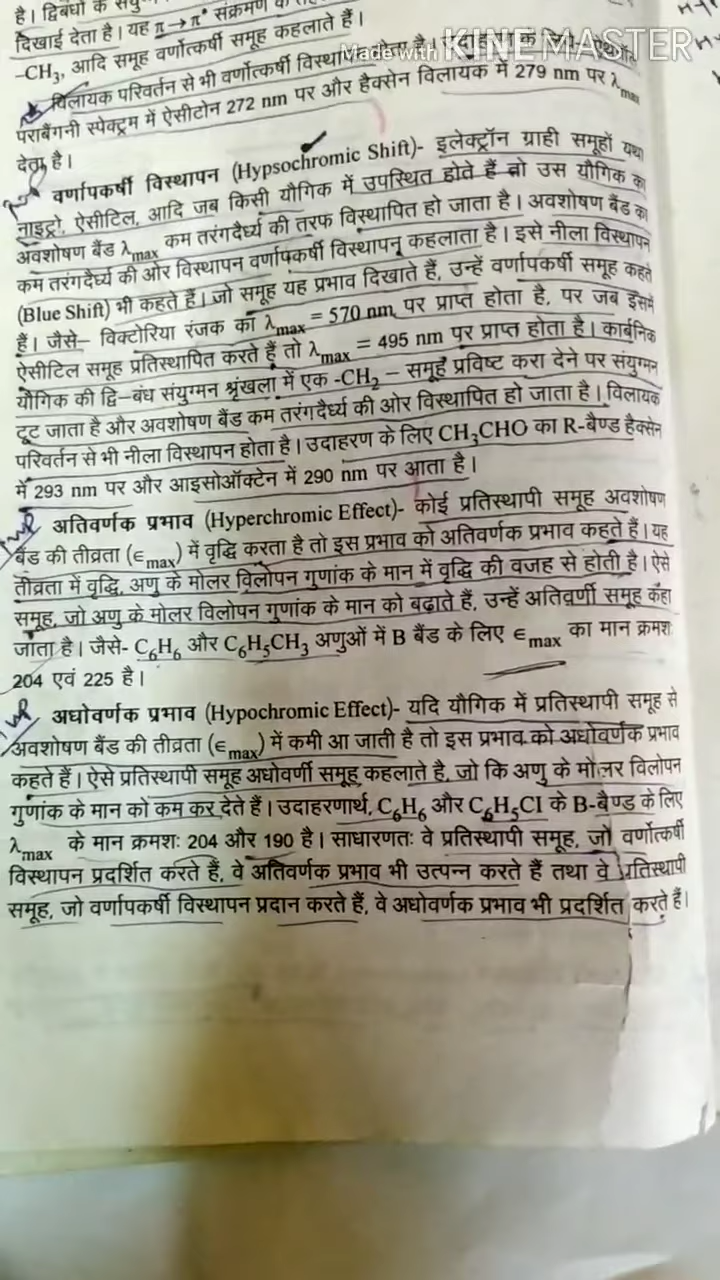 है। द्विबंधों के
दिखाई देता है। यह π → π* संक्रमण के
-CH₃, आदि समूह वर्णोत्कर्षी समूह कहलाते हैं।
Made with KINEMASTER
विलायक परिवर्तन से भी वर्णोत्कर्षी
पराबैंगनी स्पेक्ट्रम में ऐसीटोन 272 nm पर और हैक्सेन विलायक में 279 nm पर λmax
देता है।
वर्णापकर्षी विस्थापन (Hypsochromic Shift)- इलेक्ट्रॉन ग्राही समूहों यथा
नाइट्रो, ऐसीटिल, आदि जब किसी यौगिक में उपस्थित होते हैं तो उस यौगिक का
अवशोषण बैंड λmax कम तरंगदैर्ध्य की तरफ विस्थापित हो जाता है। अवशोषण बैंड का
कम तरंगदैर्ध्य की ओर विस्थापन वर्णापकर्षी विस्थापन कहलाता है। इसे नीला विस्थापन
(Blue Shift) भी कहते हैं। जो समूह यह प्रभाव दिखाते हैं, उन्हें वर्णापकर्षी समूह कहते
हैं। जैसे– विक्टोरिया रंजक का λmax = 570 nm पर प्राप्त होता है, पर जब इसमें
ऐसीटिल समूह प्रतिस्थापित करते हैं तो λmax = 495 nm पर प्राप्त होता है। कार्बनिक
यौगिक की द्वि–बंध संयुग्मन श्रृंखला में एक -CH₂ – समूह प्रविष्ट करा देने पर संयुग्मन
टूट जाता है और अवशोषण बैंड कम तरंगदैर्ध्य की ओर विस्थापित हो जाता है। विलायक
परिवर्तन से भी नीला विस्थापन होता है। उदाहरण के लिए CH₃CHO का R-बैण्ड हैक्सेन
में 293 nm पर और आइसोऑक्टेन में 290 nm पर आता है।
अतिवर्णक प्रभाव (Hyperchromic Effect)- कोई प्रतिस्थापी समूह अवशोषण
बैंड की तीव्रता (∈max) में वृद्धि करता है तो इस प्रभाव को अतिवर्णक प्रभाव कहते हैं। यह
तीव्रता में वृद्धि, अणु के मोलर विलोपन गुणांक के मान में वृद्धि की वजह से होती है। ऐसे
समूह, जो अणु के मोलर विलोपन गुणांक के मान को बढ़ाते हैं, उन्हें अतिवर्णी समूह कहा
जाता है। जैसे- C₆H₆ और C₆H₅CH₃ अणुओं में B बैंड के लिए ∈max का मान क्रमशः
204 एवं 225 है।
अधोवर्णक प्रभाव (Hypochromic Effect)- यदि यौगिक में प्रतिस्थापी समूह से
अवशोषण बैंड की तीव्रता (∈max) में कमी आ जाती है तो इस प्रभाव को अधोवर्णक प्रभाव
कहते हैं। ऐसे प्रतिस्थापी समूह अधोवर्णी समूह कहलाते है, जो कि अणु के मोलर विलोपन
गुणांक के मान को कम कर देते हैं। उदाहरणार्थ, C₆H₆ और C₆H₅CI के B-बैण्ड के लिए
λmax के मान क्रमशः 204 और 190 है। साधारणतः वे प्रतिस्थापी समूह, जो वर्णोत्कर्षी
विस्थापन प्रदर्शित करते हैं, वे अतिवर्णक प्रभाव भी उत्पन्न करते हैं तथा वे प्रतिस्थापी
समूह, जो वर्णापकर्षी विस्थापन प्रदान करते हैं, वे अधोवर्णक प्रभाव भी प्रदर्शित करते हैं।